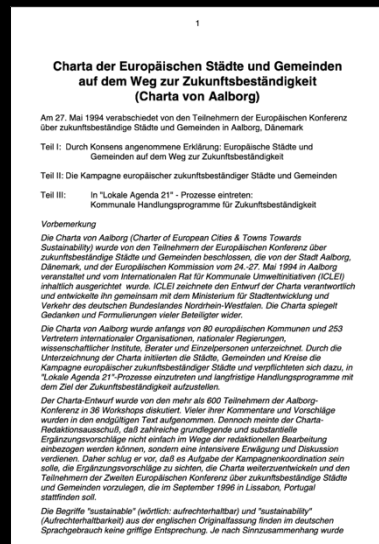 1
Charta der Europäischen Städte und Gemeinden
auf dem Weg zur Zukunftsbeständigkeit
(Charta von Aalborg)
Am 27. Mai 1994 verabschiedet von den Teilnehmern der Europäischen Konferenz
über zukunftsbeständige Städte und Gemeinden in Aalborg, Dänemark
Teil I: Durch Konsens angenommene Erklärung: Europäische Städte und
Gemeinden auf dem Weg zur Zukunftsbeständigkeit
Teil II: Die Kampagne europäischer zukunftsbeständiger Städte und Gemeinden
Teil III: In "Lokale Agenda 21" - Prozesse eintreten:
Kommunale Handlungsprogramme für Zukunftsbeständigkeit
Vorbemerkung
Die Charta von Aalborg (Charter of European Cities & Towns Towards
Sustainability) wurde von den Teilnehmern der Europäischen Konferenz über
zukunftsbeständige Städte und Gemeinden beschlossen, die von der Stadt Aalborg,
Dänemark, und der Europäischen Kommission vom 24.-27. Mai 1994 in Aalborg
veranstaltet und vom Internationalen Rat für Kommunale Umweltinitiativen (ICLEI)
inhaltlich ausgerichtet wurde. ICLEI zeichnete den Entwurf der Charta verantwortlich
und entwickelte ihn gemeinsam mit dem Ministerium für Stadtentwicklung und
Verkehr des deutschen Bundeslandes Nordrhein-Westfalen. Die Charta spiegelt
Gedanken und Formulierungen vieler Beteiligter wider.
Die Charta von Aalborg wurde anfangs von 80 europäischen Kommunen und 253
Vertretern internationaler Organisationen, nationaler Regierungen,
wissenschaftlicher Institute, Berater und Einzelpersonen unterzeichnet. Durch die
Unterzeichnung der Charta initiierten die Städte, Gemeinden und Kreise die
Kampagne europäischer zukunftsbeständiger Städte und verpflichteten sich dazu, in
"Lokale Agenda 21"-Prozesse einzutreten und langfristige Handlungsprogramme mit
dem Ziel der Zukunftsbeständigkeit aufzustellen.
Der Charta-Entwurf wurde von den mehr als 600 Teilnehmern der Aalborg-
Konferenz in 36 Workshops diskutiert. Vieler ihrer Kommentare und Vorschläge
wurden in den endgültigen Text aufgenommen. Dennoch meinte der Charta-
Redaktionsausschuß, daß zahlreiche grundlegende und substantielle
Ergänzungsvorschläge nicht einfach im Wege der redaktionellen Bearbeitung
einbezogen werden können, sondern eine intensivere Erwägung und Diskussion
verdienen. Daher schlug er vor, daß es Aufgabe der Kampagnenkoordination sein
solle, die Ergänzungsvorschläge zu sichten, die Charta weiterzuentwickeln und den
Teilnehmern der Zweiten Europäischen Konferenz über zukunftsbeständige Städte
und Gemeinden vorzulegen, die im September 1996 in Lissabon, Portugal
stattfinden soll.
Die Begriffe "sustainable" (wörtlich: aufrechterhaltbar) und "sustainability"
(Aufrechterhaltbarkeit) aus der englischen Originalfassung finden im deutschen
Sprachgebrauch keine griffige Entsprechung. Je nach Sinnzusammenhang wurde